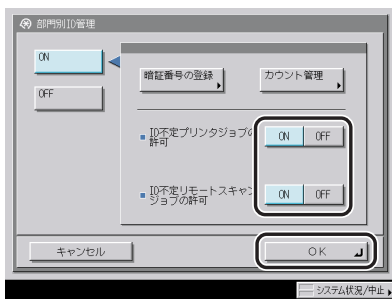 部門別ID管理
ON
OFF
暗証番号の登録
カウント管理
ID不定プリンタジョブの
許可
ON OFF
ID不定リモートスキャン
ジョブの許可
ON OFF
キャンセル
OK
システム状況/中止